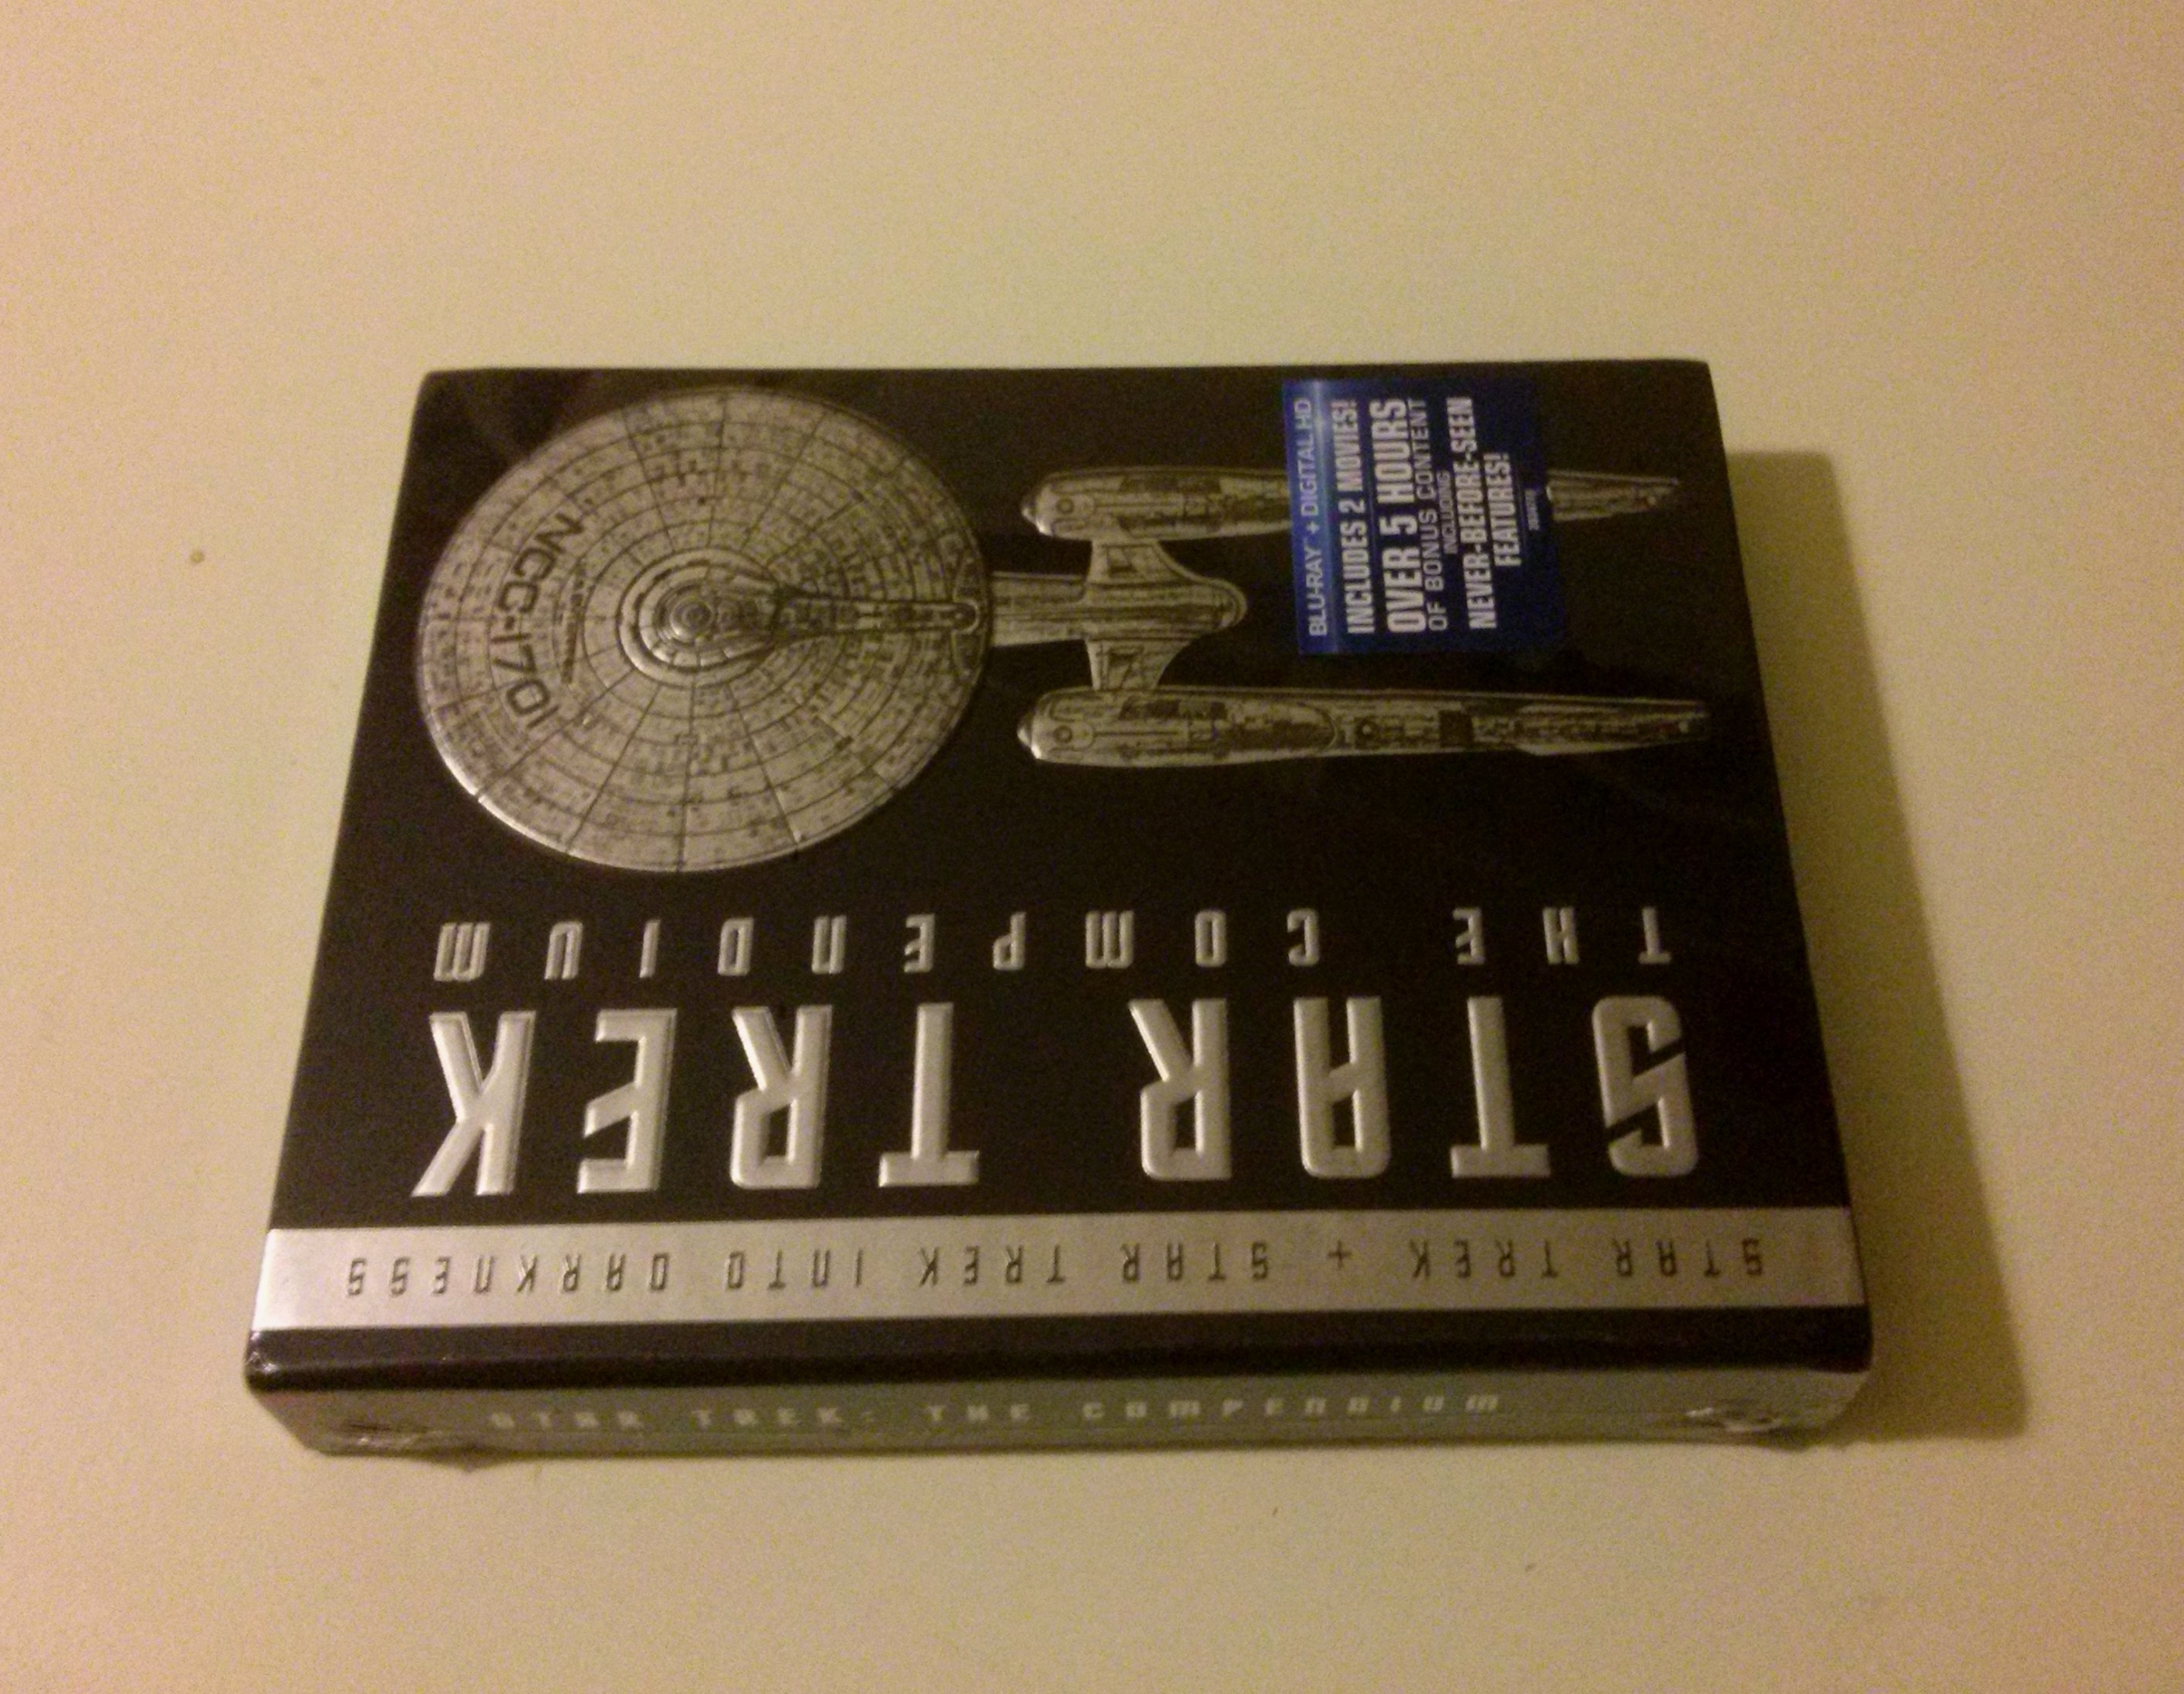 STAR TREK + STAR TREK INTO DARKNESS
STAR TREK
THE COMPENDIUM
NCC-1701
BLU-RAY™ + DIGITAL HD
INCLUDES 2 MOVIES!
OVER 5 HOURS
OF BONUS CONTENT
INCLUDING
NEVER-BEFORE-SEEN
FEATURES!
STAR TREK: THE COMPENDIUM